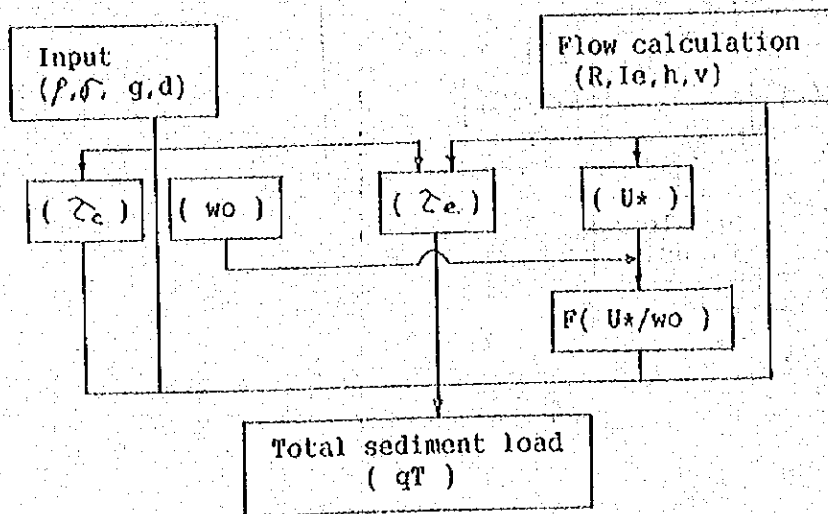 Input
(ρ,σ, g,d)
Flow calculation
(R,Ie,h,v)
( τc )
( wo )
( τe )
( U* )
F( U*/wo )
Total sediment load
( qT )